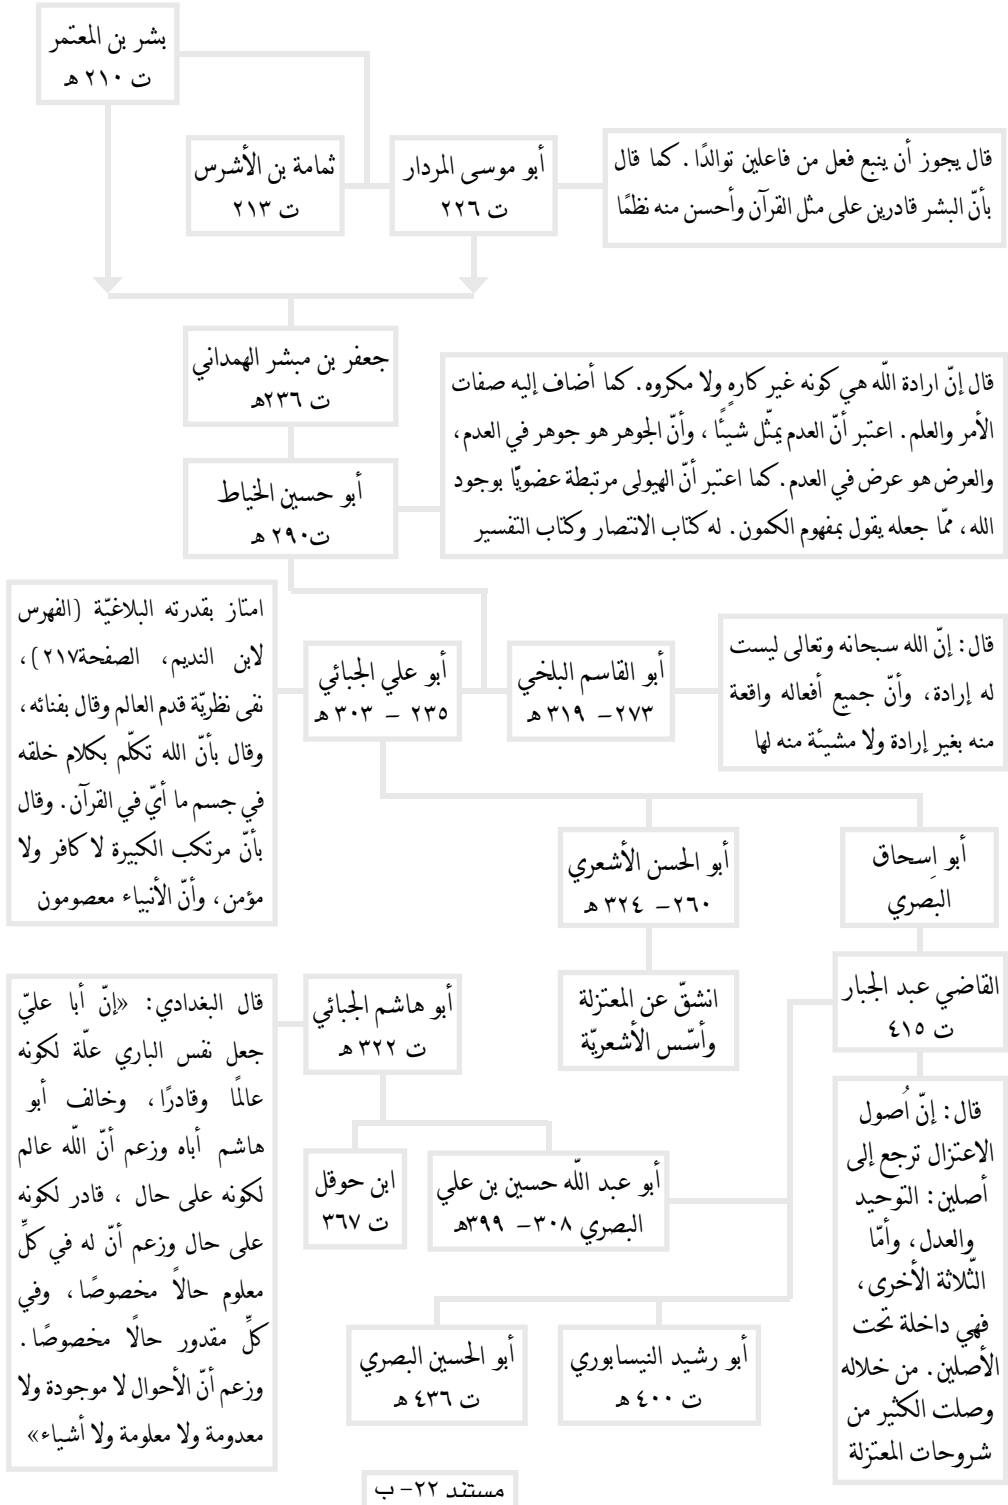 بشر بن المعتمر
ت ٢١٠ هـ
قال يجوز أن ينبع فعل من فاعلين توالدًا. كما قال
بأنّ البشر قادرين على مثل القرآن وأحسن منه نظمًا
أبو موسى المردار
ت ٢٢٦
ثمامة بن الأشرس
ت ٢١٣
جعفر بن مبشر الهمداني
ت ٢٣٦هـ
قال إنّ ارادة اللّه هي كونه غير كارهٍ ولا مكروه. كما أضاف إليه صفات
الأمر والعلم. اعتبر أنّ العدم يمثّل شيئًا، وأنّ الجوهر هو جوهر في العدم،
والعرض هو عرض في العدم. كما اعتبر أنّ الهيولى مرتبطة عضويًّا بوجود
الله، ممّا جعله يقول بمفهوم الكمون. له كتاب الانتصار وكتاب التفسير
أبو حسين الخياط
ت٢٩٠ هـ
قال: إنّ الله سبحانه وتعالى ليست
له إرادة، وأنّ جميع أفعاله واقعة
منه بغير إرادة ولا مشيئة منه لها
أبو القاسم البلخي
٢٧٣- ٣١٩ هـ
أبو علي الجبائي
٢٣٥ - ٣٠٣ هـ
امتاز بقدرته البلاغيّة (الفهرس
لابن النديم، الصفحة٢١٧)،
نفى نظريّة قدم العالم وقال بفنائه،
وقال بأنّ الله تكلّم بكلام خلقه
في جسم ما أيّ في القرآن. وقال
بأنّ مرتكب الكبيرة لا كافر ولا
مؤمن، وأنّ الأنبياء معصومون
أبو اِسحاق
البصري
أبو الحسن الأشعري
٢٦٠- ٣٢٤ هـ
القاضي عبد الجبار
ت ٤١٥
انشقّ عن المعتزلة
وأسّس الأشعريّة
أبو هاشم الجبائي
ت ٣٢٢ هـ
قال البغدادي: «إنّ أبا عليّ
جعل نفس الباري علّة لكونه
عالمًا وقادرًا، وخالف أبو
هاشم أباه وزعم أنّ اللّه عالم
لكونه على حال ، قادر لكونه
على حال وزعم أنّ له في كلِّ
معلوم حالاً مخصوصًا، وفي
كلِّ مقدور حالًا مخصوصًا.
وزعم أنّ الأحوال لا موجودة ولا
معدومة ولا معلومة ولا أشياء»
قال: إنّ اُصول
الاعتزال ترجع إلى
أصلين: التوحيد
والعدل، وأمّا
الثّلاثة الأخرى،
فهي داخلة تحت
الأصلين. من خلاله
وصلت الكثير من
شروحات المعتزلة
أبو عبد اللّه حسين بن علي
البصري ٣٠٨- ٣٩٩هـ
ابن حوقل
ت ٣٦٧
أبو رشيد النيسابوري
ت ٤٠٠ هـ
أبو الحسين البصري
ت ٤٣٦ هـ
مستند ٢٢- ب